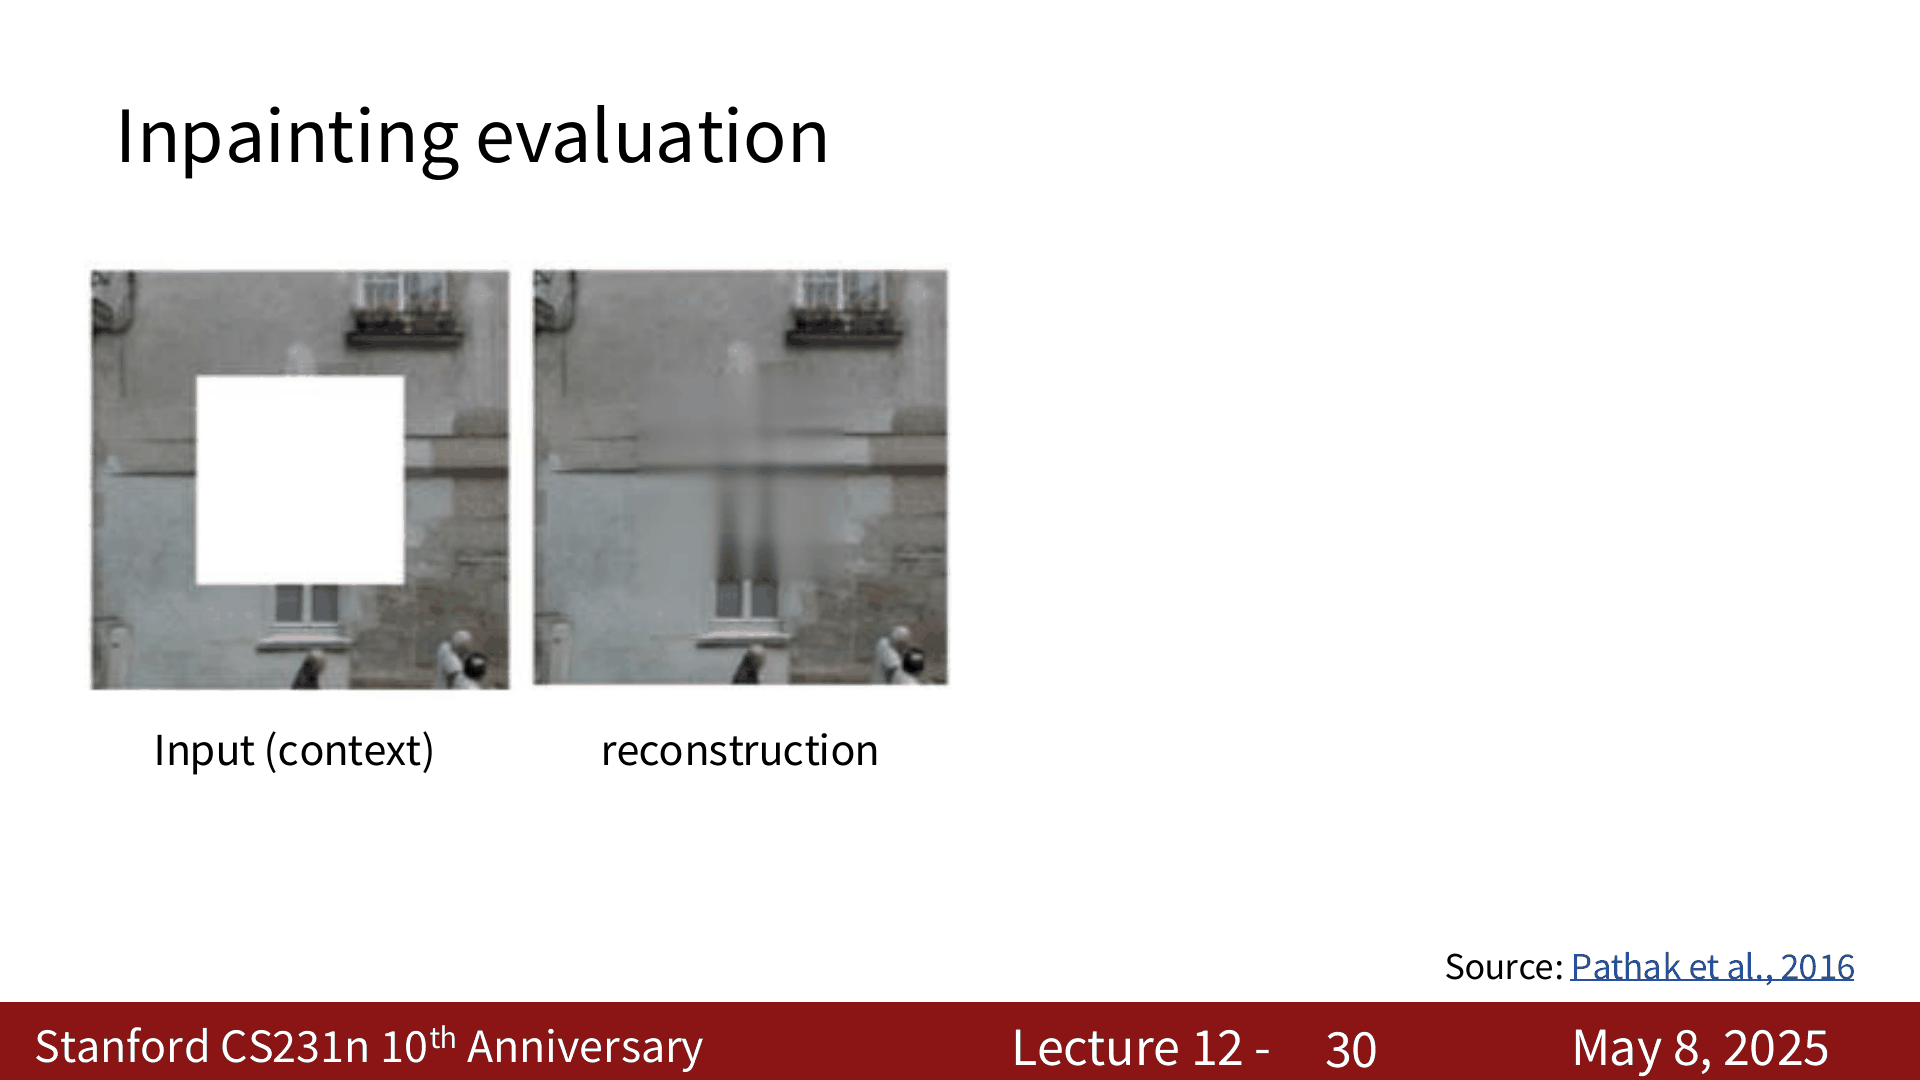 Inpainting evaluation
Input (context)
reconstruction
Source: Pathak et al., 2016
Stanford CS231n 10th Anniversary
Lecture 12 - 30
May 8, 2025